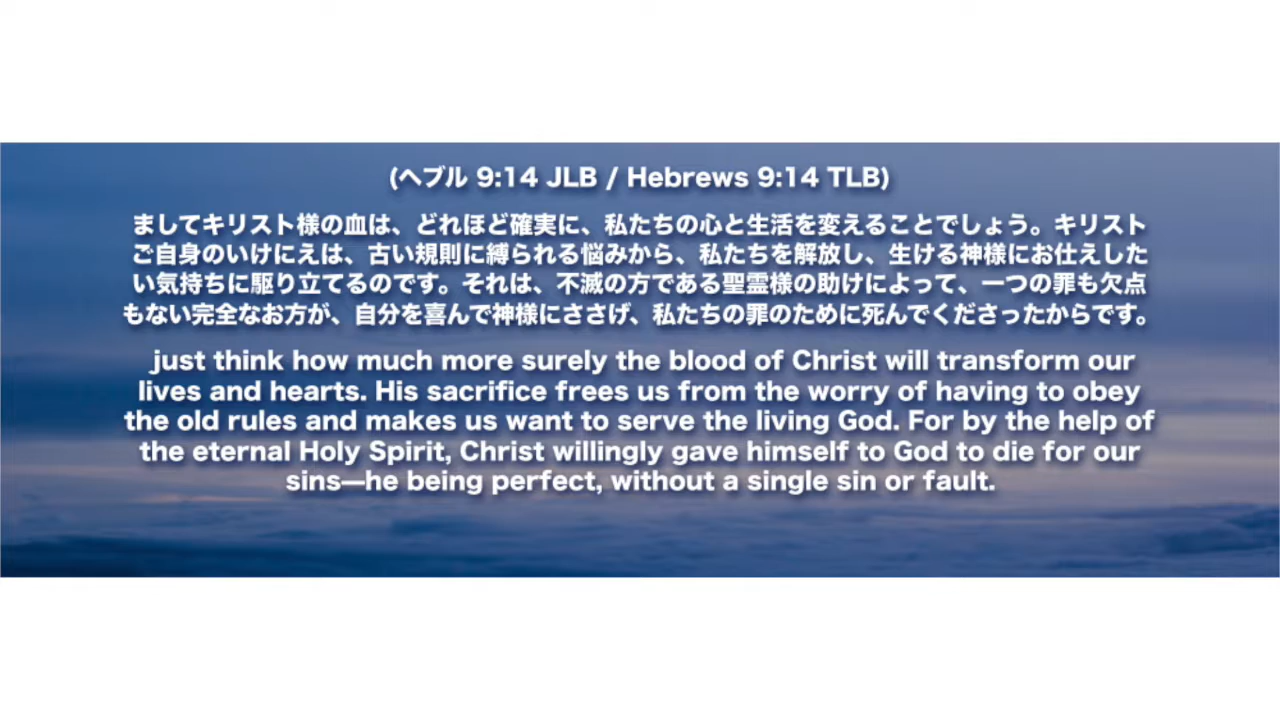 (ヘブル 9:14 JLB / Hebrews 9:14 TLB)
ましてキリスト様の血は、どれほど確実に、私たちの心と生活を変えることでしょう。キリスト
ご自身のいけにえは、古い規則に縛られる悩みから、私たちを解放し、生ける神様にお仕えした
い気持ちに駆り立てるのです。それは、不滅の方である聖霊様の助けによって、一つの罪も欠点
もない完全なお方が、自分を喜んで神様にささげ、私たちの罪のために死んでくださったからです。
just think how much more surely the blood of Christ will transform our
lives and hearts. His sacrifice frees us from the worry of having to obey
the old rules and makes us want to serve the living God. For by the help of
the eternal Holy Spirit, Christ willingly gave himself to God to die for our
sins—he being perfect, without a single sin or fault.